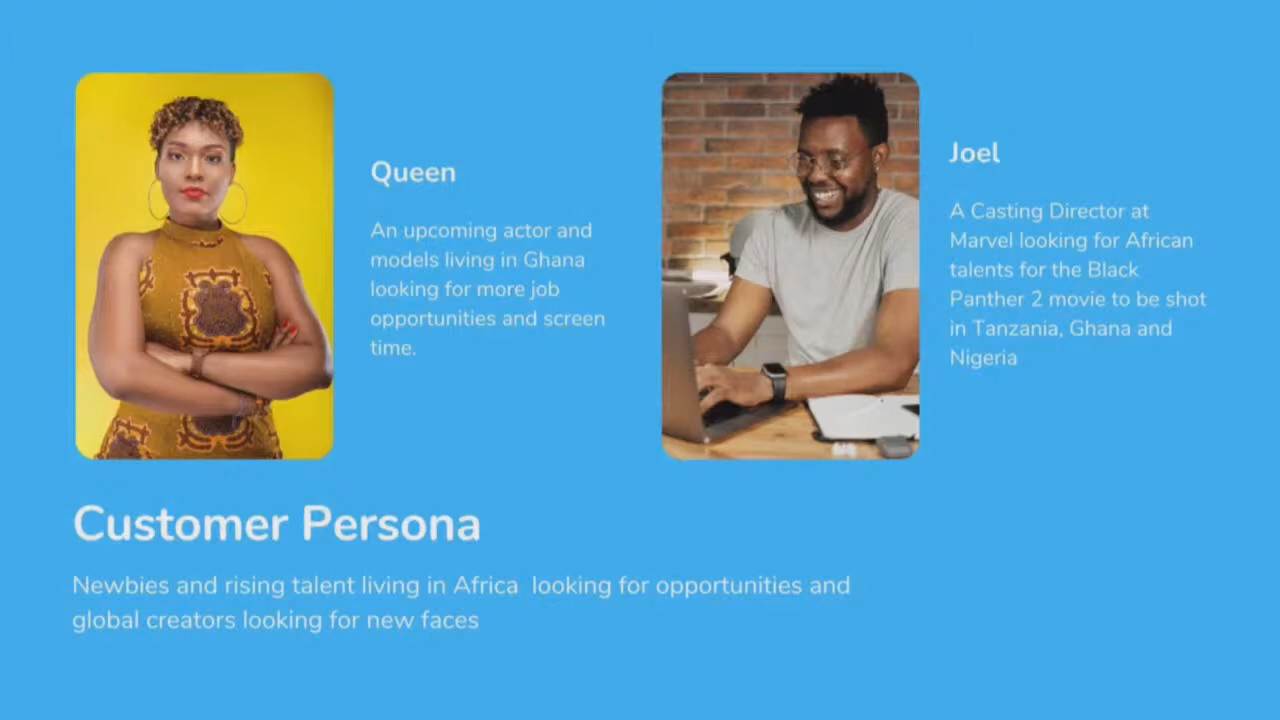 Queen
An upcoming actor and
models living in Ghana
looking for more job
opportunities and screen
time.
Joel
A Casting Director at
Marvel looking for African
talents for the Black
Panther 2 movie to be shot
in Tanzania, Ghana and
Nigeria
Customer Persona
Newbies and rising talent living in Africa  looking for opportunities and
global creators looking for new faces